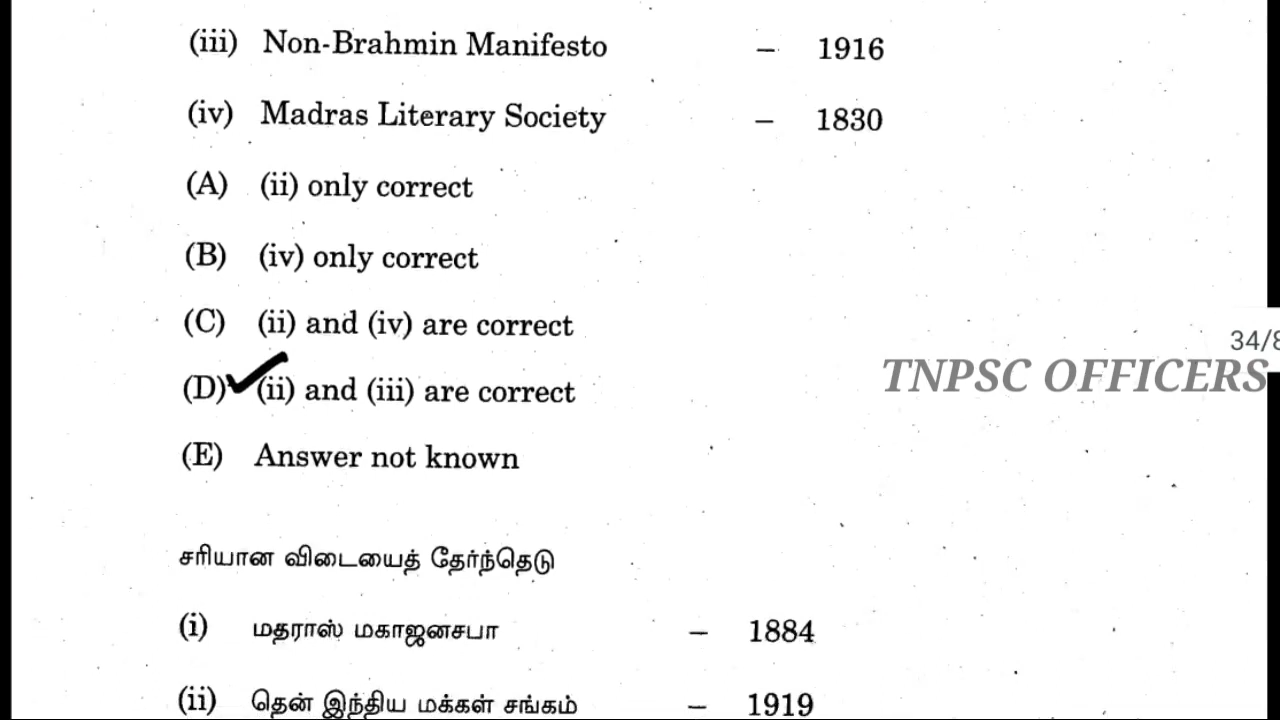 (iii) Non-Brahmin Manifesto – 1916
(iv) Madras Literary Society – 1830
(A) (ii) only correct
(B) (iv) only correct
(C) (ii) and (iv) are correct
34/8
(D) (ii) and (iii) are correct
TNPSC OFFICERS
(E) Answer not known
சரியான விடையைத் தேர்ந்தெடு
(i) மதராஸ் மகாஜனசபா – 1884
(ii) தென் இந்திய மக்கள் சங்கம் – 1919